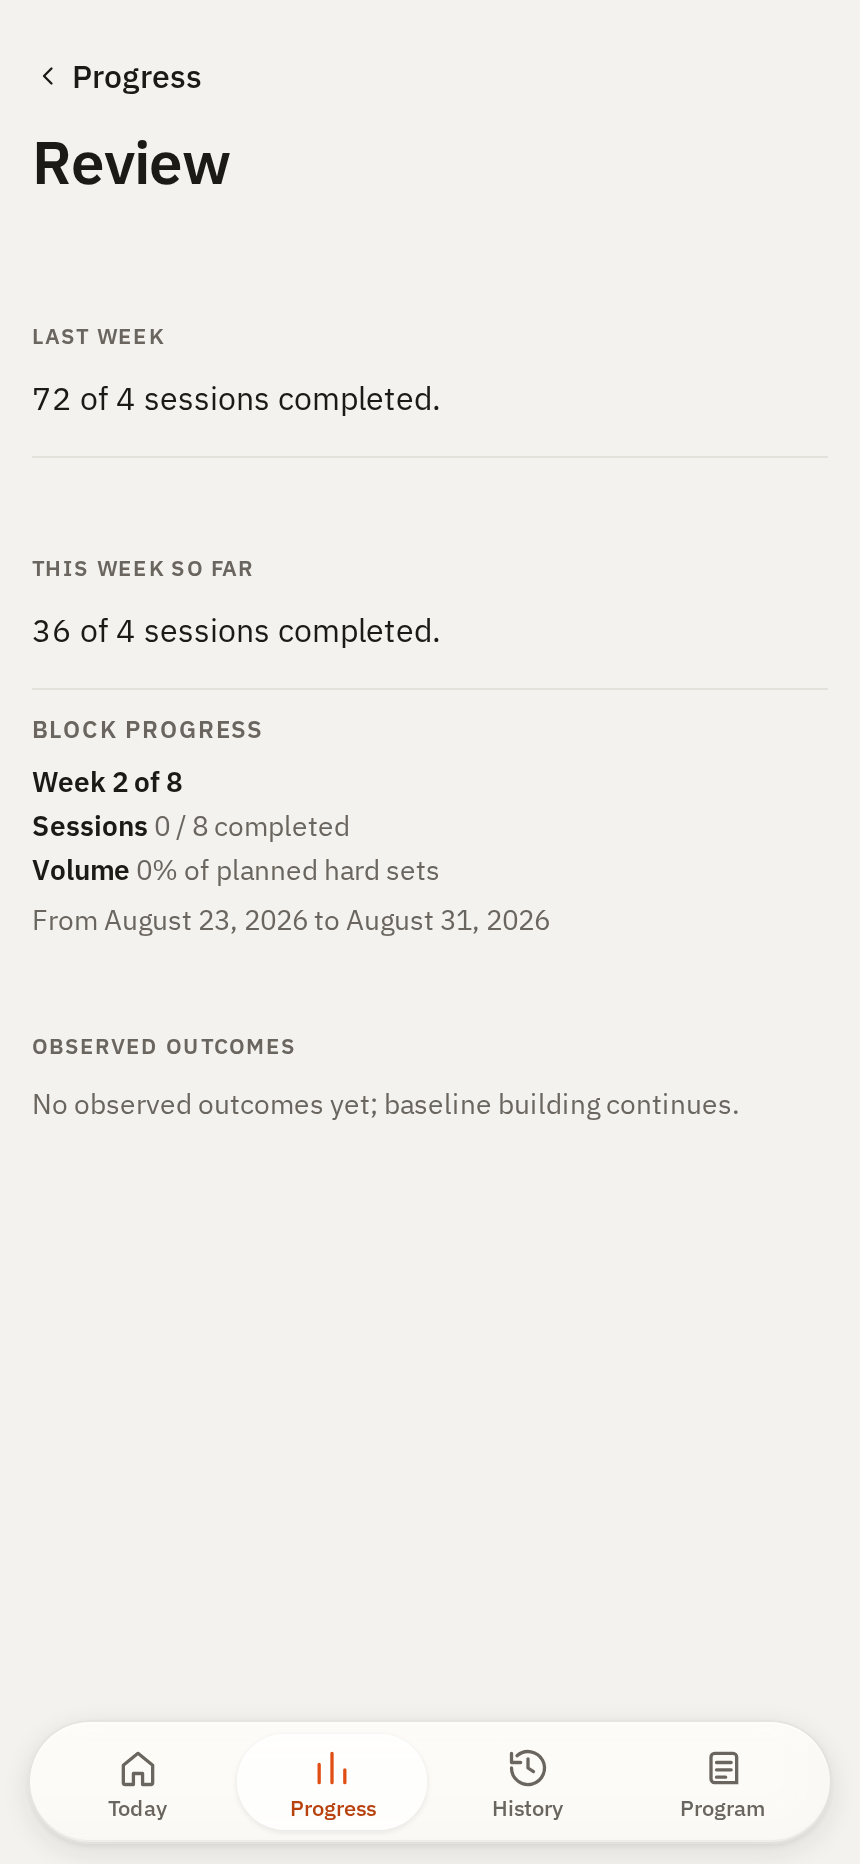 Progress
Review
LAST WEEK
72 of 4 sessions completed.
THIS WEEK SO FAR
36 of 4 sessions completed.
BLOCK PROGRESS
Week 2 of 8
Sessions 0 / 8 completed
Volume 0% of planned hard sets
From August 23, 2026 to August 31, 2026
OBSERVED OUTCOMES
No observed outcomes yet; baseline building continues.
Today Progress History Program